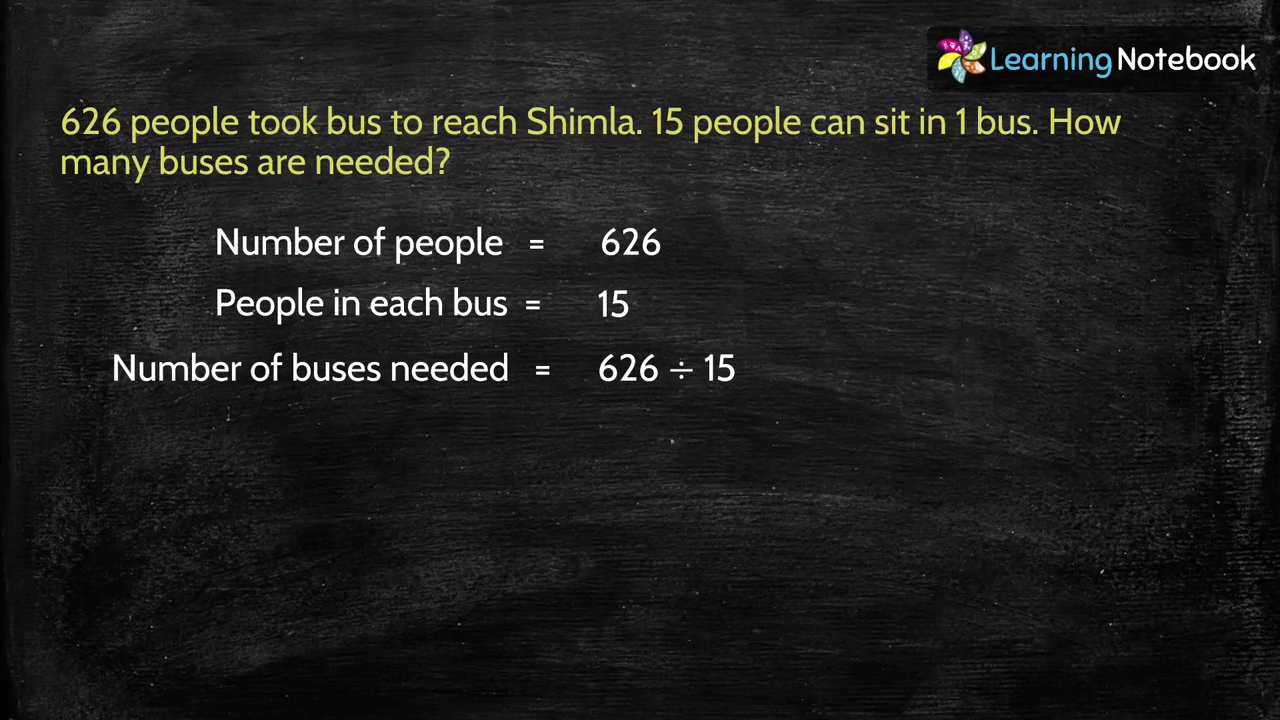 Learning Notebook
626 people took bus to reach Shimla. 15 people can sit in 1 bus. How
many buses are needed?
Number of people = 626
People in each bus = 15
Number of buses needed = 626 ÷ 15